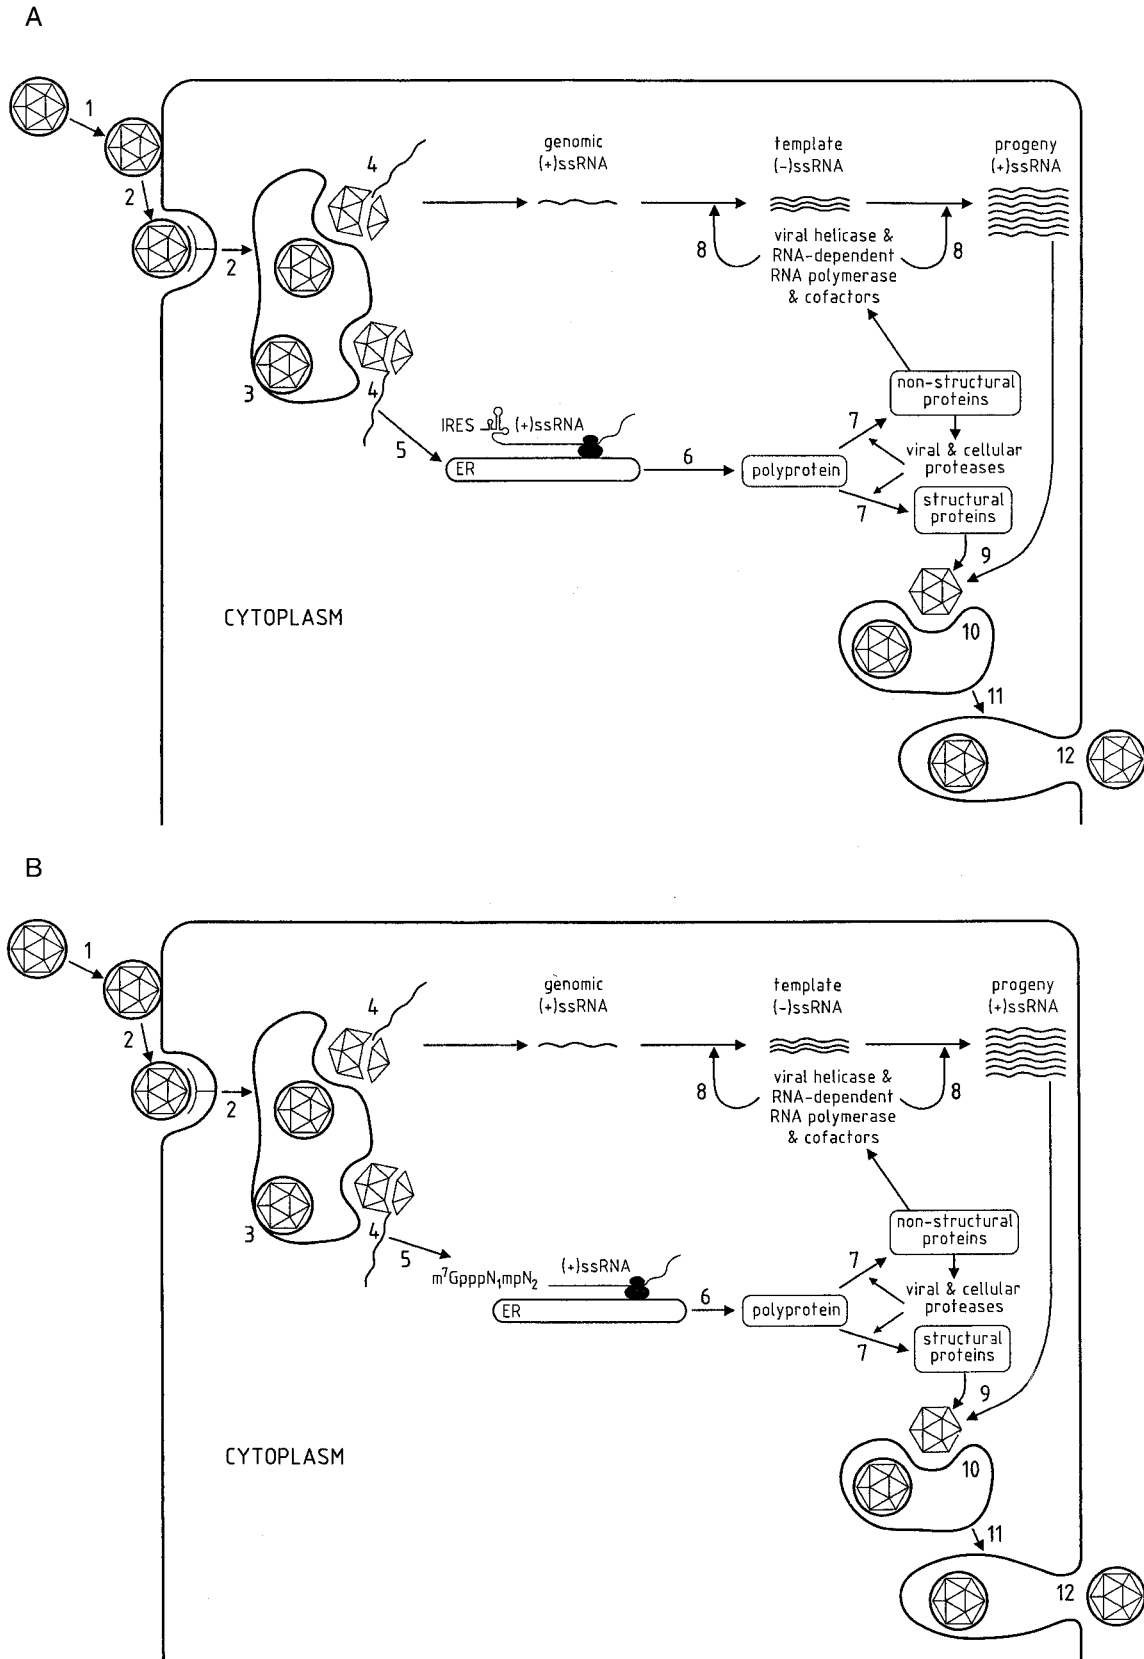 A
1
2
2
3
4
4
genomic
(+)ssRNA
template
(-)ssRNA
progeny
(+)ssRNA
8
8
viral helicase &
RNA-dependent
RNA polymerase
& cofactors
5
IRES (+)ssRNA
ER
6
polyprotein
7
7
non-structural
proteins
viral & cellular
proteases
structural
proteins
9
CYTOPLASM
10
11
12
B
1
2
2
3
4
4
genomic
(+)ssRNA
template
(-)ssRNA
progeny
(+)ssRNA
8
8
viral helicase &
RNA-dependent
RNA polymerase
& cofactors
5
m⁷GpppN₁mpN₂ (+)ssRNA
ER
6
polyprotein
7
7
non-structural
proteins
viral & cellular
proteases
structural
proteins
9
CYTOPLASM
10
11
12